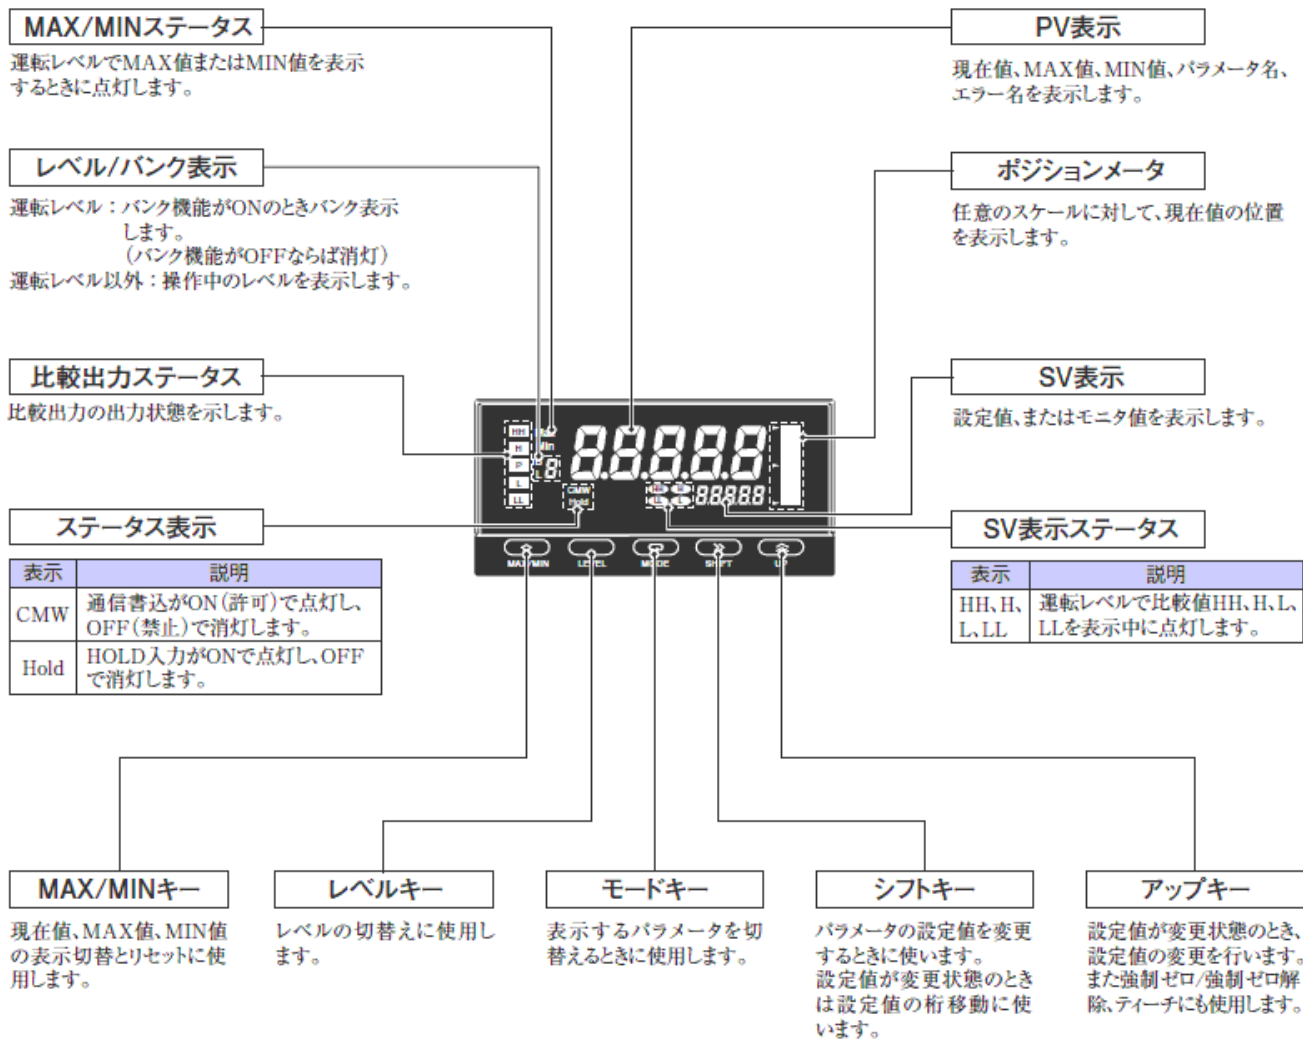 MAX/MINステータス
運転レベルでMAX値またはMIN値を表示
するときに点灯します。
レベル/バンク表示
運転レベル：バンク機能がONのときバンク表示
します。
（バンク機能がOFFならば消灯）
運転レベル以外：操作中のレベルを表示します。
比較出力ステータス
比較出力の出力状態を示します。
ステータス表示
表示 説明
CMW 通信書込がON（許可）で点灯し、
OFF（禁止）で消灯します。
Hold HOLD入力がONで点灯し、OFF
で消灯します。
PV表示
現在値、MAX値、MIN値、パラメータ名、
エラー名を表示します。
ポジションメータ
任意のスケールに対して、現在値の位置
を表示します。
SV表示
設定値、またはモニタ値を表示します。
SV表示ステータス
表示 説明
HH、H、 運転レベルで比較値HH、H、L、
L、LL LLを表示中に点灯します。
HH
H
P
L
LL
Min
L 8
8.8.8.8.8
CMW
Hold
HH H
LL L
8.8.8.8.8
MAX/MIN LEVEL MODE SHIFT UP
MAX/MINキー
現在値、MAX値、MIN値
の表示切替とリセットに使
用します。
レベルキー
レベルの切替えに使用し
ます。
モードキー
表示するパラメータを切
替えるときに使用します。
シフトキー
パラメータの設定値を変更
するときに使います。
設定値が変更状態のとき
は設定値の桁移動に使
います。
アップキー
設定値が変更状態のとき、
設定値の変更を行います。
また強制ゼロ/強制ゼロ解
除、ティーチにも使用します。